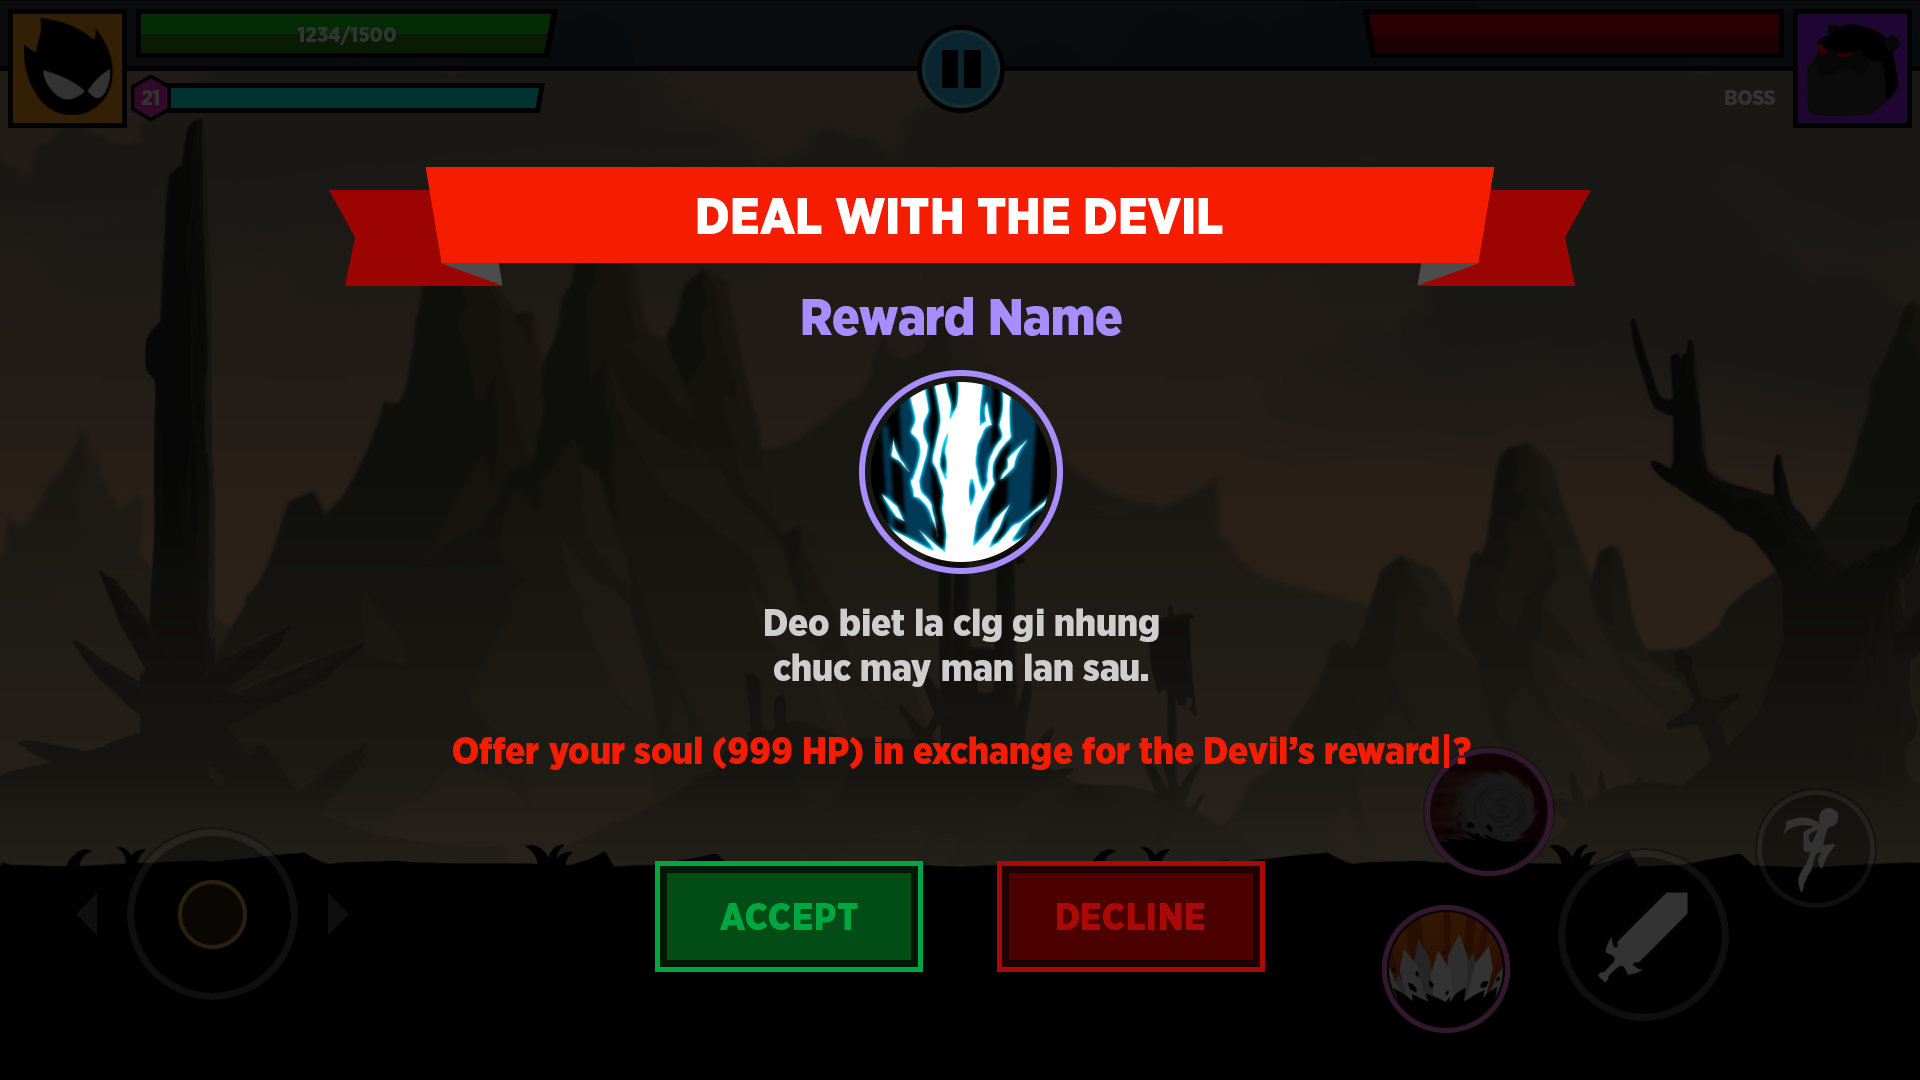 1234/1500
21
BOSS
DEAL WITH THE DEVIL
Reward Name
Deo biet la clg gi nhung
chuc may man lan sau.
Offer your soul (999 HP) in exchange for the Devil’s reward|?
ACCEPT
DECLINE